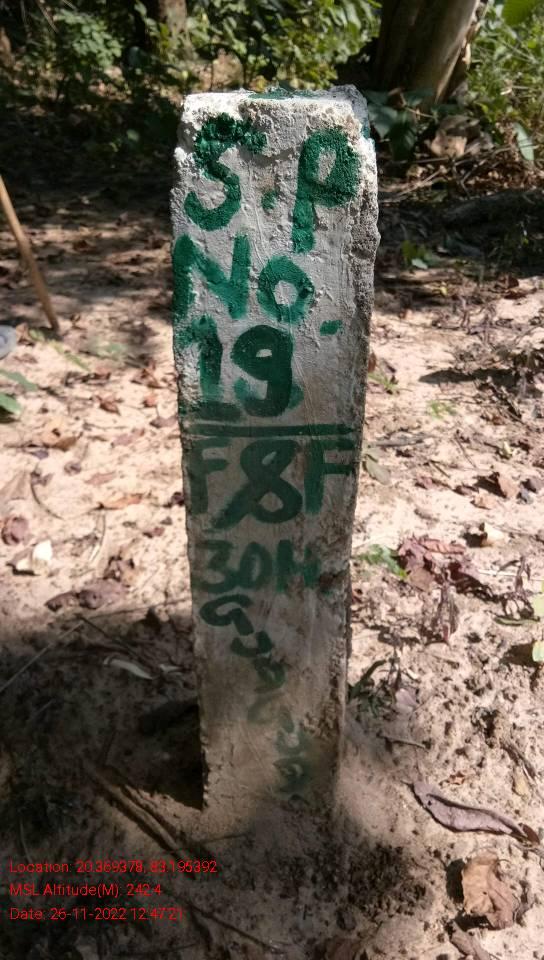 S.P
No.
19
F8F
30M.
Location: 20.369378, 83.195392
MSL Altitude(M): 242.4
Date: 26-11-2022 12:47:21